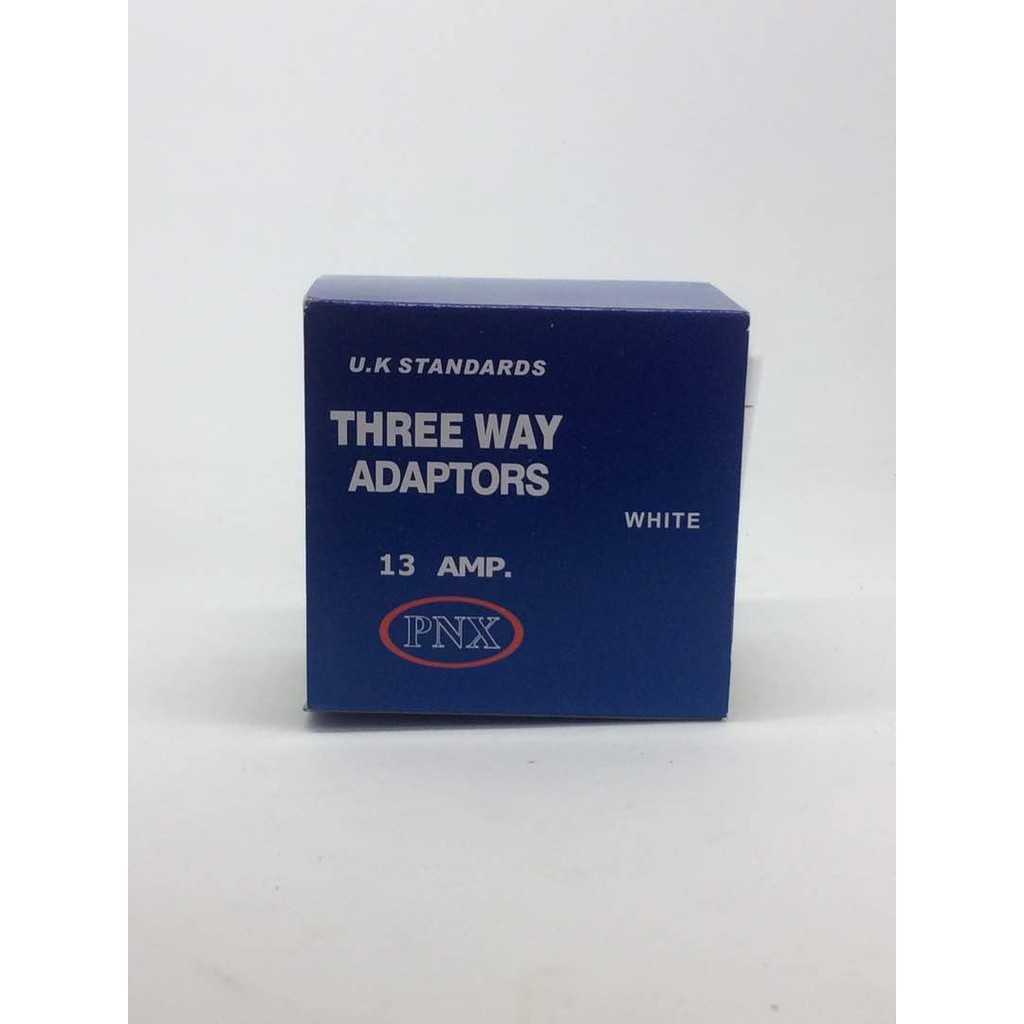 U.K STANDARDS
THREE WAY
ADAPTORS
WHITE
13 AMP.
PNX